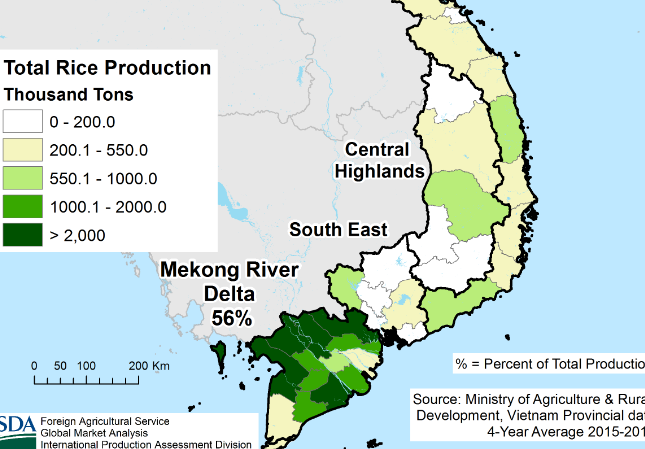 Total Rice Production
Thousand Tons
0 - 200.0
200.1 - 550.0
550.1 - 1000.0
1000.1 - 2000.0
> 2,000
Central
Highlands
South East
Mekong River
Delta
56%
0 50 100 200 Km
% = Percent of Total Productio
Source: Ministry of Agriculture & Rura
Development, Vietnam Provincial dat
4-Year Average 2015-201
SDA
Foreign Agricultural Service
Global Market Analysis
International Production Assessment Division